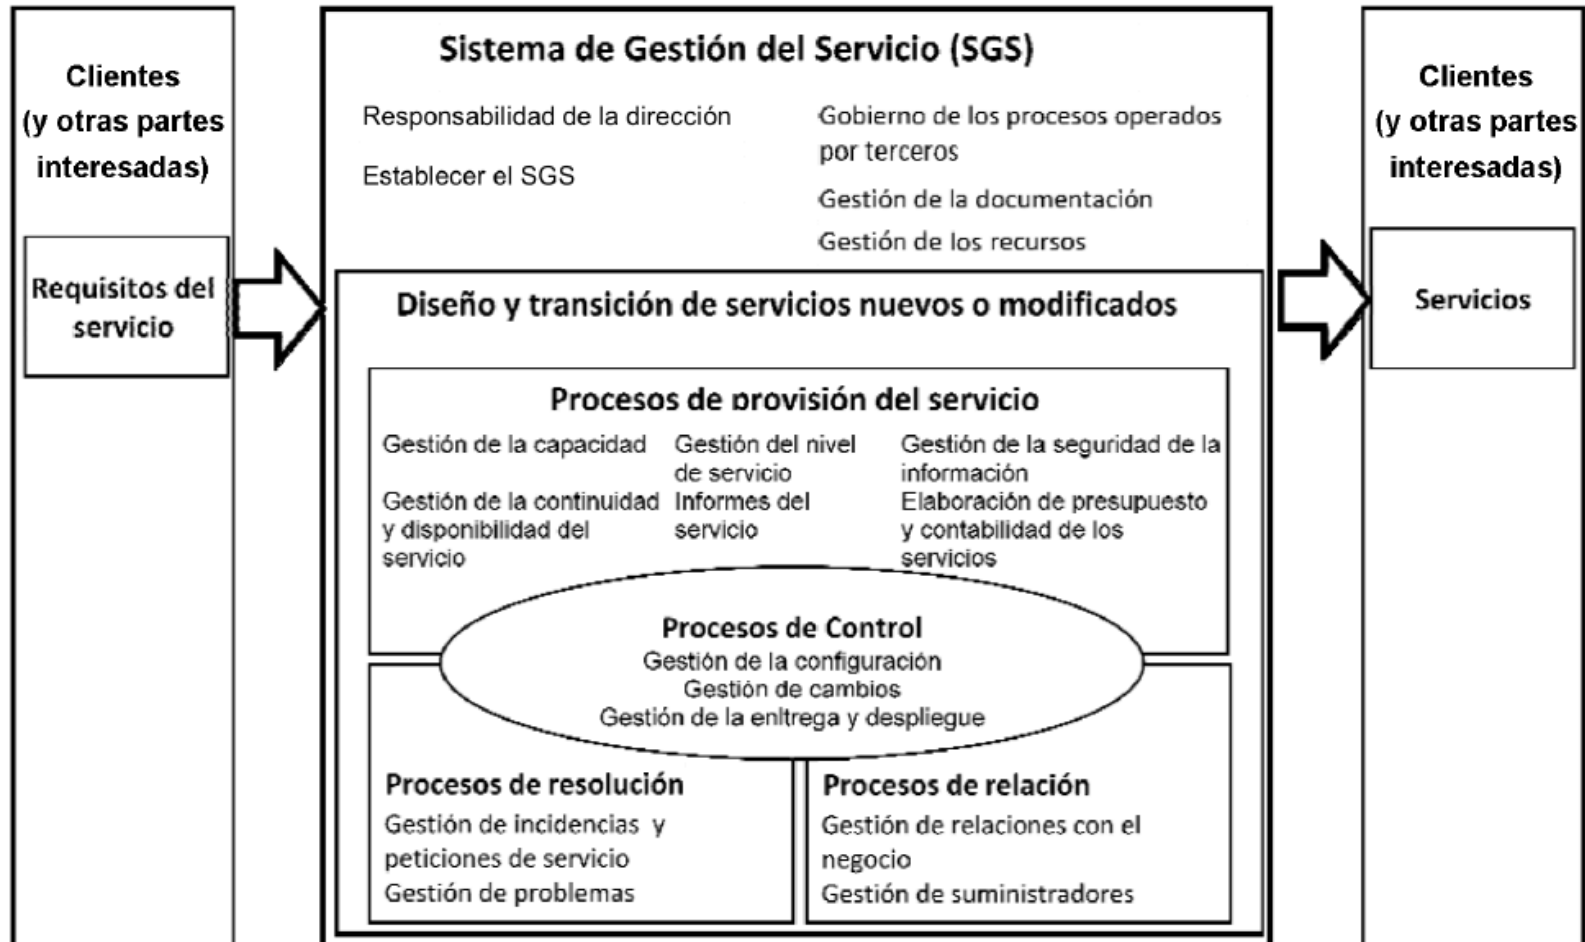 Clientes
(y otras partes
interesadas)
Requisitos del
servicio
Sistema de Gestión del Servicio (SGS)
Responsabilidad de la dirección
Establecer el SGS
Gobierno de los procesos operados
por terceros
Gestión de la documentación
Gestión de los recursos
Diseño y transición de servicios nuevos o modificados
Procesos de provisión del servicio
Gestión de la capacidad
Gestión de la continuidad
y disponibilidad del
servicio
Gestión del nivel
de servicio
Informes del
servicio
Gestión de la seguridad de la
información
Elaboración de presupuesto
y contabilidad de los
servicios
Procesos de Control
Gestión de la configuración
Gestión de cambios
Gestión de la enltrega y despliegue
Procesos de resolución
Gestión de incidencias y
peticiones de servicio
Gestión de problemas
Procesos de relación
Gestión de relaciones con el
negocio
Gestión de suministradores
Clientes
(y otras partes
interesadas)
Servicios